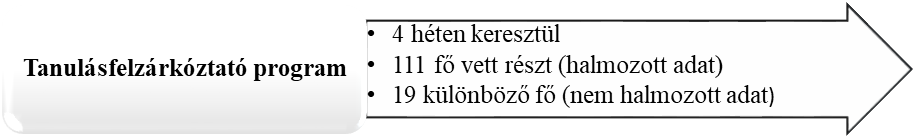 Tanulásfelzárkóztató program
• 4 héten keresztül
• 111 fő vett részt (halmozott adat)
• 19 különböző fő (nem halmozott adat)